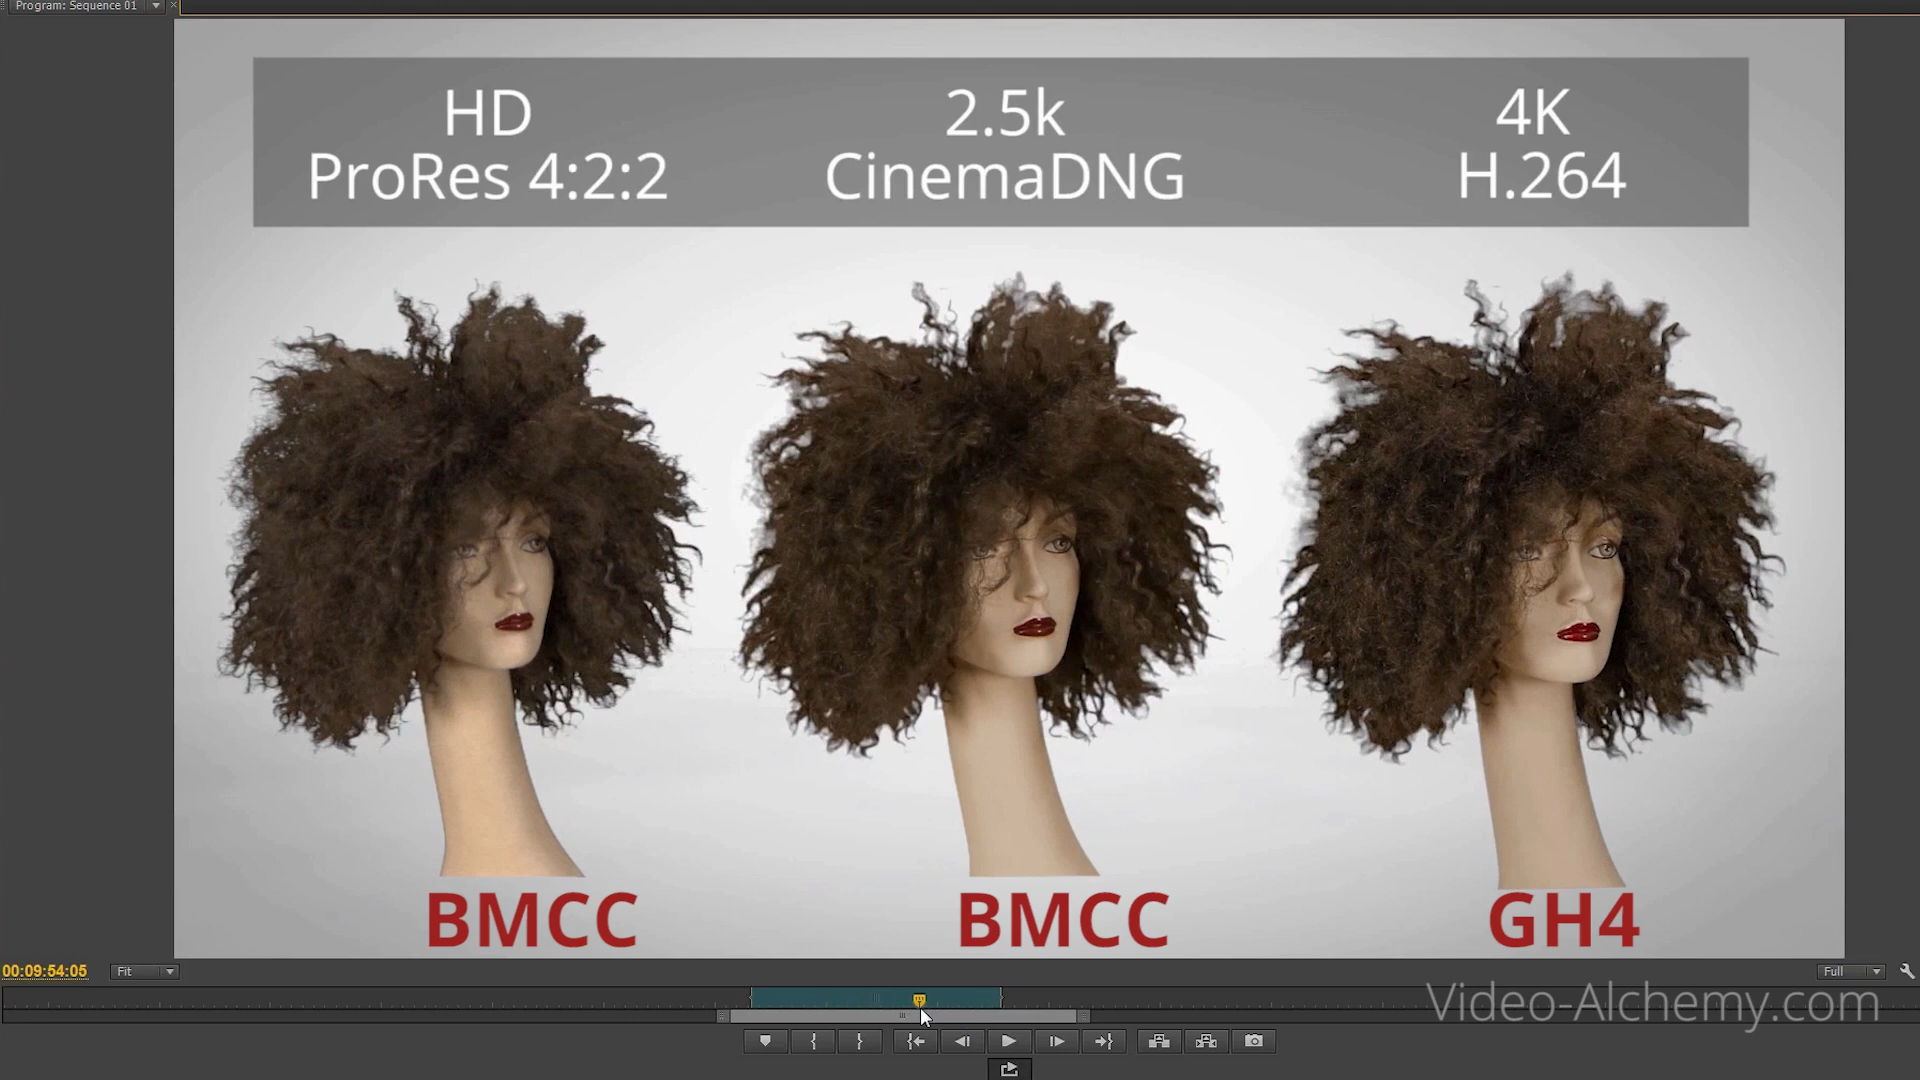 Program: Sequence 01
HD
ProRes 4:2:2
2.5k
CinemaDNG
4K
H.264
BMCC
BMCC
GH4
00:09:54:05
Fit
Full
Video-Alchemy.com